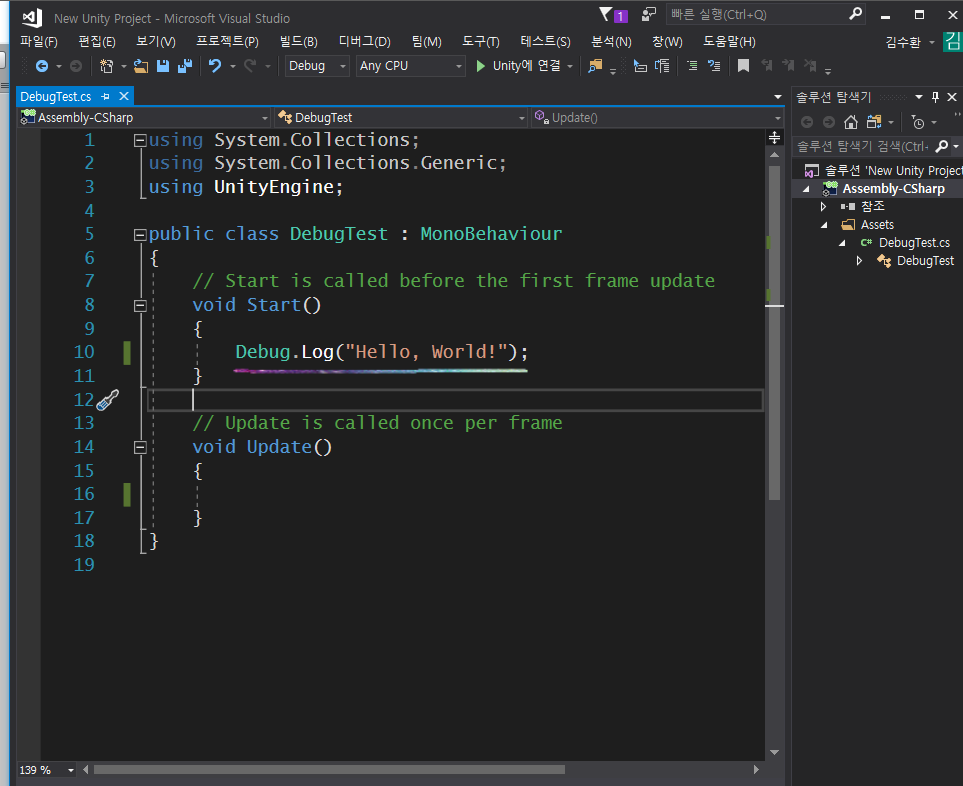 New Unity Project - Microsoft Visual Studio
1
빠른 실행(Ctrl+Q)
파일(F) 편집(E) 보기(V) 프로젝트(P) 빌드(B) 디버그(D) 팀(M) 도구(T) 테스트(S) 분석(N) 창(W) 도움말(H)
김수환
김
Debug
Any CPU
Unity에 연결
DebugTest.cs
Assembly-CSharp
DebugTest
Update()
1 using System.Collections;
2 using System.Collections.Generic;
3 using UnityEngine;
4
5 public class DebugTest : MonoBehaviour
6 {
7 // Start is called before the first frame update
8 void Start()
9 {
10 Debug.Log("Hello, World!");
11 }
12
13 // Update is called once per frame
14 void Update()
15 {
16
17 }
18 }
19
139 %
솔루션 탐색기
솔루션 탐색기 검색(Ctrl+
솔루션 'New Unity Project
Assembly-CSharp
참조
Assets
C# DebugTest.cs
DebugTest